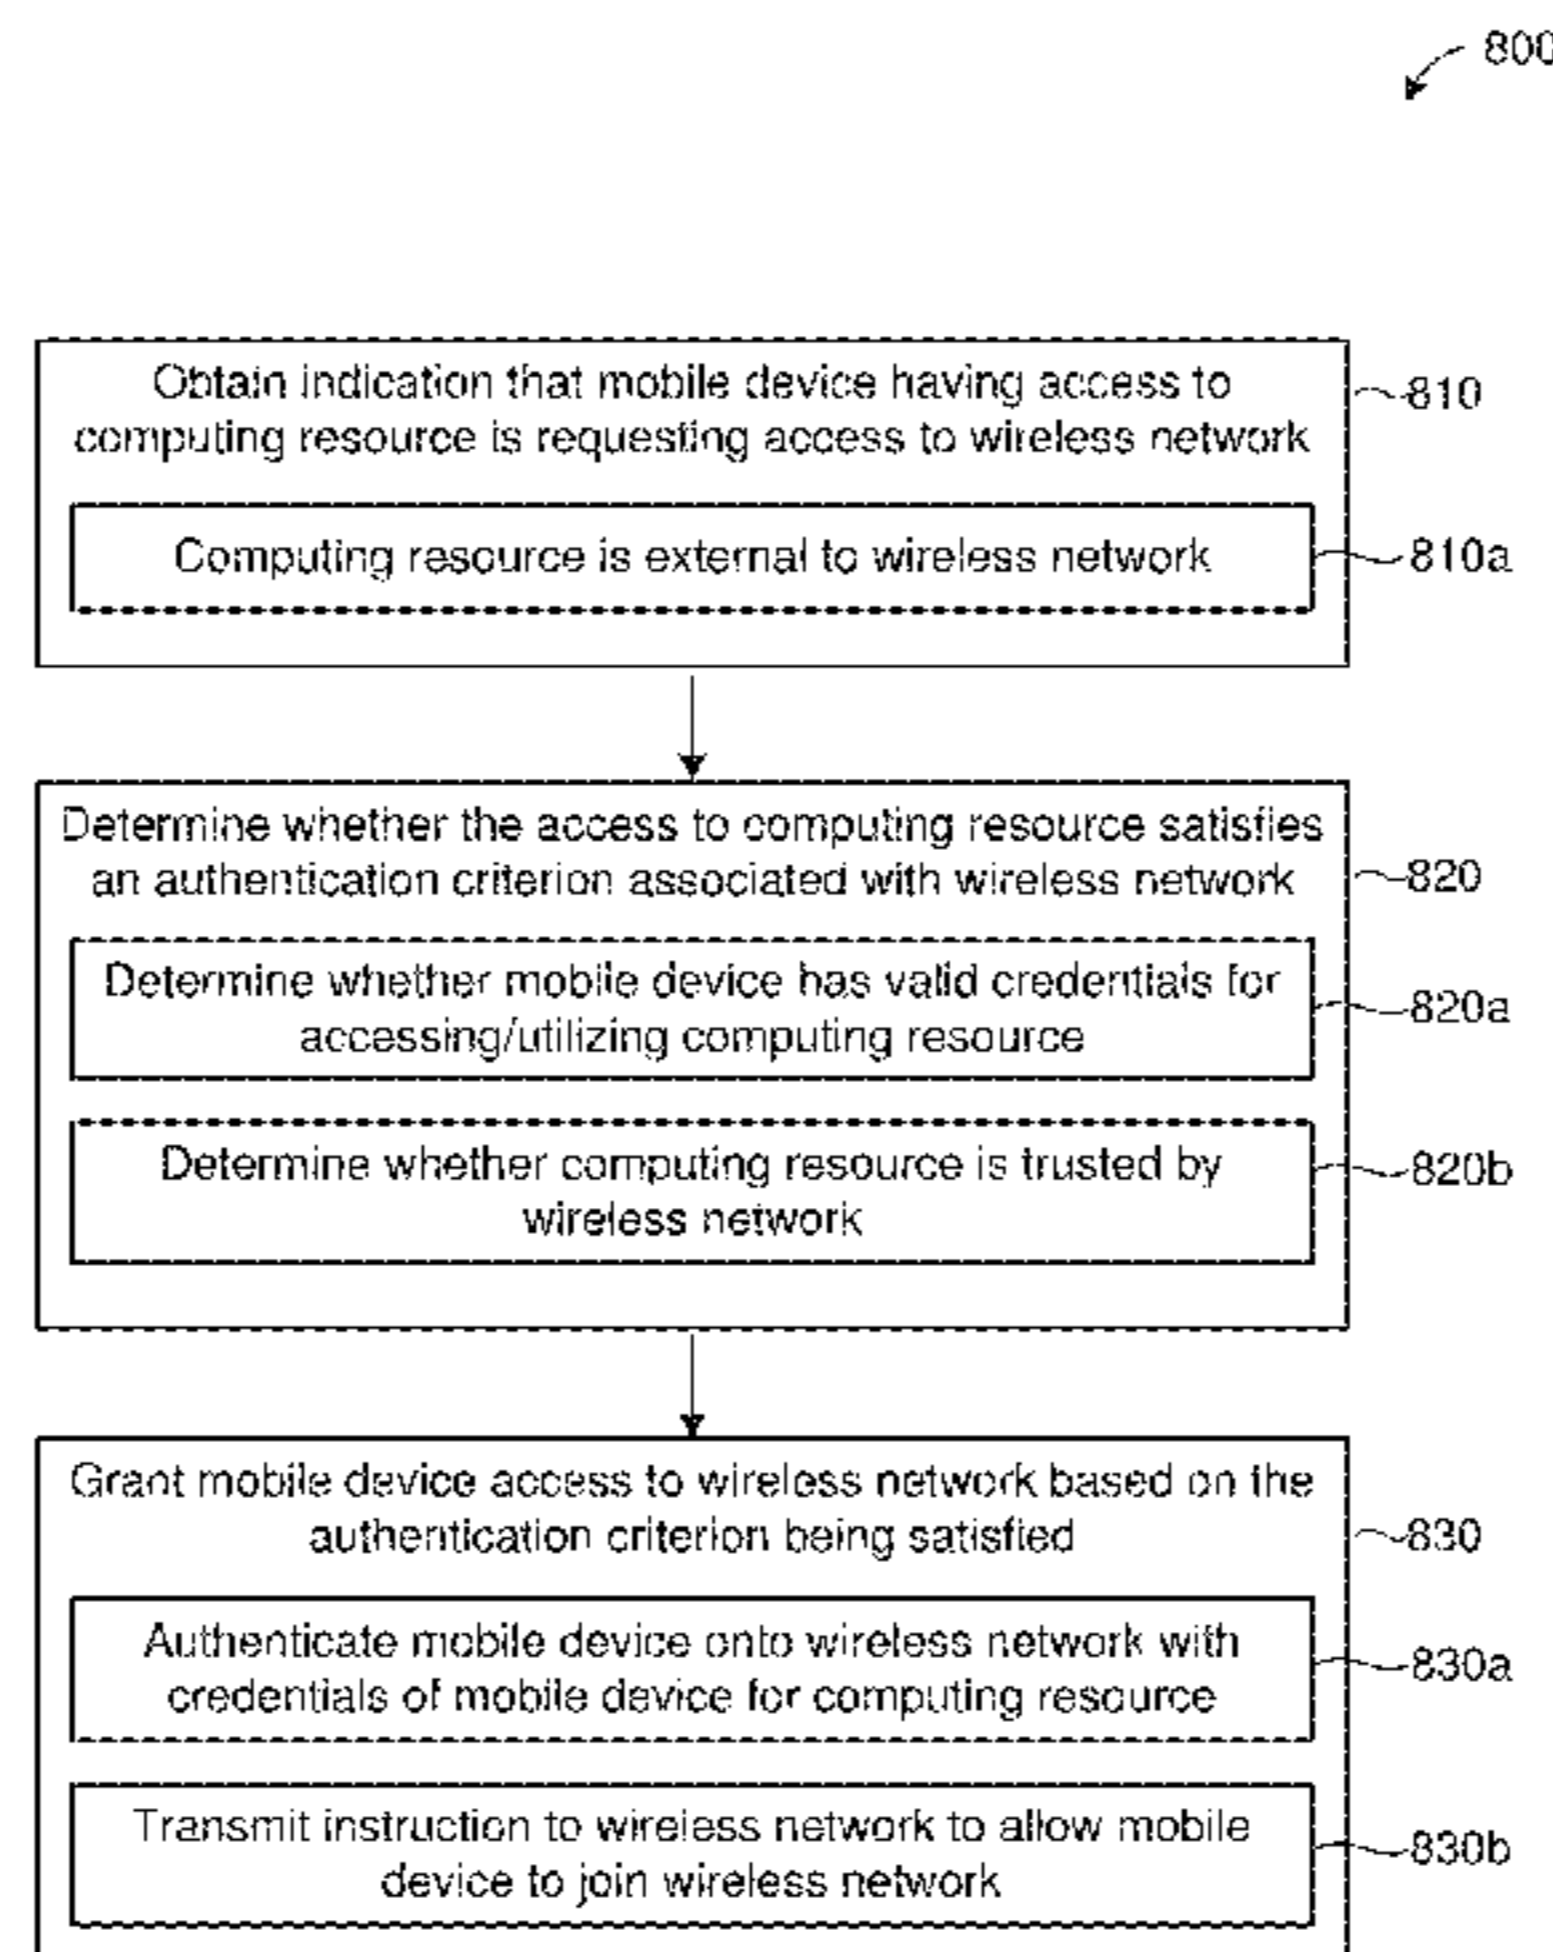 800
Obtain indication that mobile device having access to
computing resource is requesting access to wireless network
810
Computing resource is external to wireless network
810a
Determine whether the access to computing resource satisfies
an authentication criterion associated with wireless network
820
Determine whether mobile device has valid credentials for
accessing/utilizing computing resource
820a
Determine whether computing resource is trusted by
wireless network
820b
Grant mobile device access to wireless network based on the
authentication criterion being satisfied
830
Authenticate mobile device onto wireless network with
credentials of mobile device for computing resource
830a
Transmit instruction to wireless network to allow mobile
device to join wireless network
830b